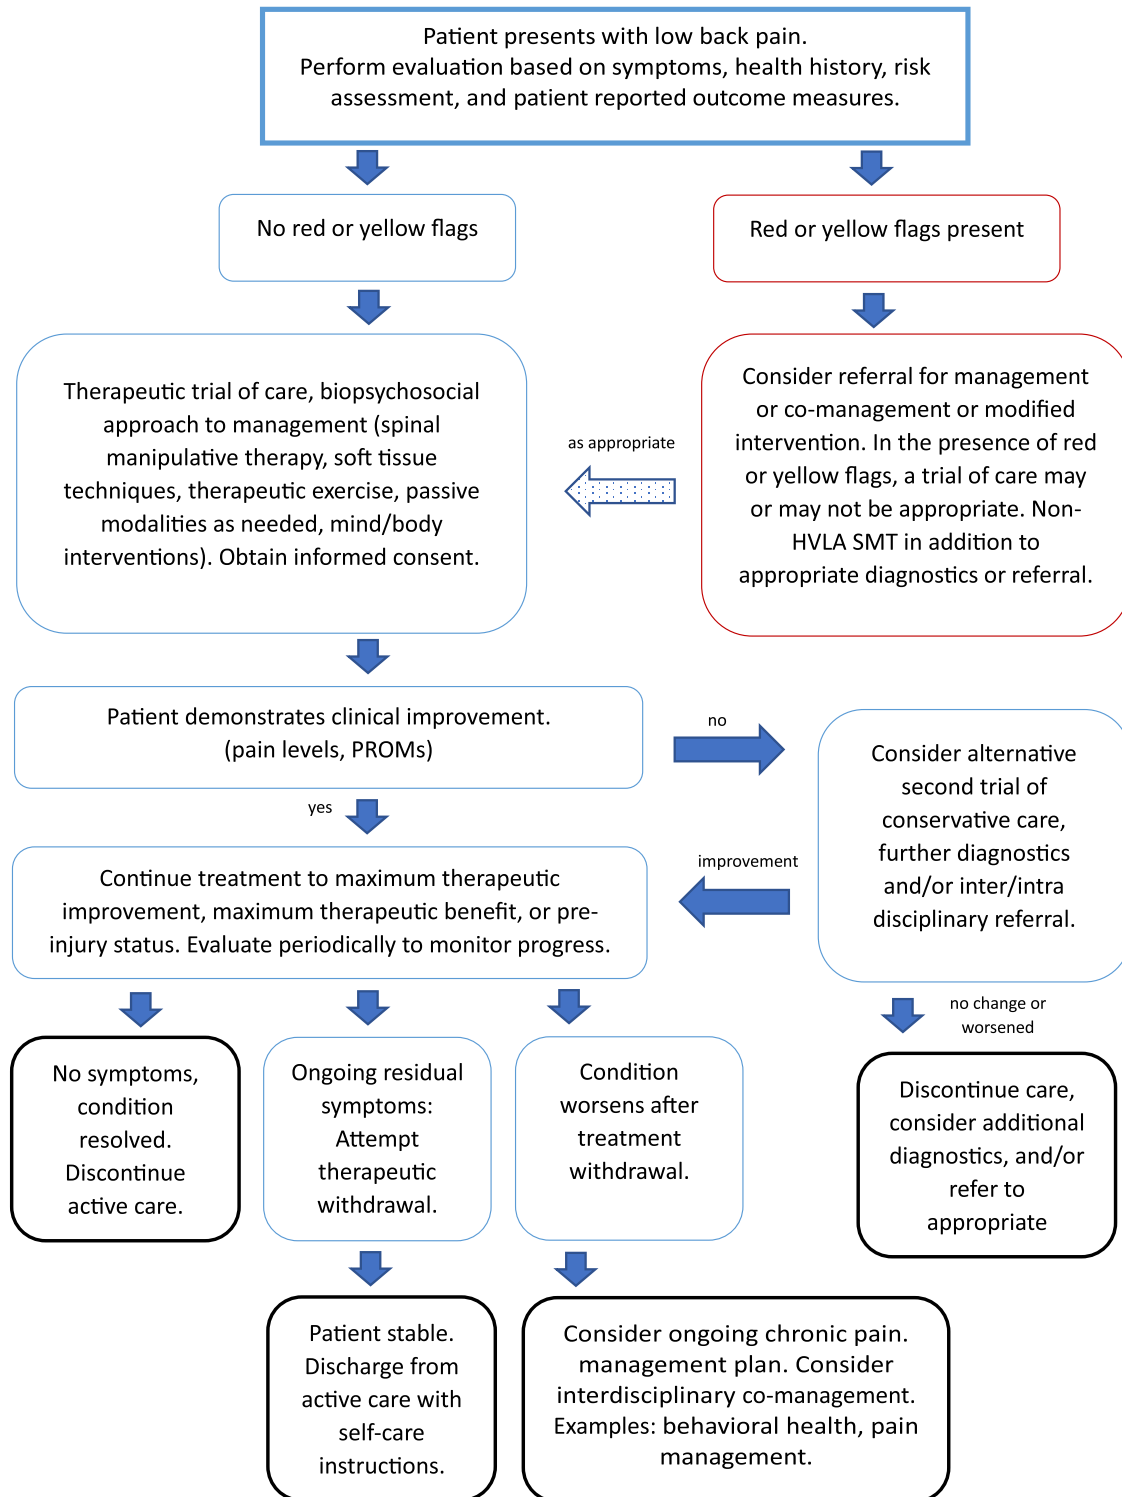 Patient presents with low back pain.
Perform evaluation based on symptoms, health history, risk
assessment, and patient reported outcome measures.
No red or yellow flags
Red or yellow flags present
Therapeutic trial of care, biopsychosocial
approach to management (spinal
manipulative therapy, soft tissue
techniques, therapeutic exercise, passive
modalities as needed, mind/body
interventions). Obtain informed consent.
as appropriate
Consider referral for management
or co-management or modified
intervention. In the presence of red
or yellow flags, a trial of care may
or may not be appropriate. Non-
HVLA SMT in addition to
appropriate diagnostics or referral.
Patient demonstrates clinical improvement.
(pain levels, PROMs)
no
Consider alternative
second trial of
conservative care,
further diagnostics
and/or inter/intra
disciplinary referral.
yes
improvement
Continue treatment to maximum therapeutic
improvement, maximum therapeutic benefit, or pre-
injury status. Evaluate periodically to monitor progress.
no change or
worsened
No symptoms,
condition
resolved.
Discontinue
active care.
Ongoing residual
symptoms:
Attempt
therapeutic
withdrawal.
Condition
worsens after
treatment
withdrawal.
Discontinue care,
consider additional
diagnostics, and/or
refer to
appropriate
Patient stable.
Discharge from
active care with
self-care
instructions.
Consider ongoing chronic pain.
management plan. Consider
interdisciplinary co-management.
Examples: behavioral health, pain
management.